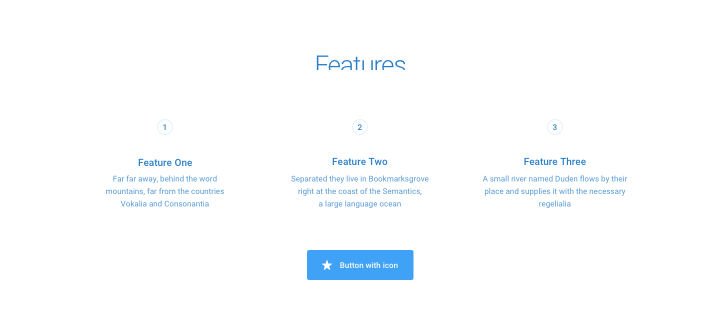 Features
1
2
3
Feature One
Far far away, behind the word
mountains, far from the countries
Vokalia and Consonantia
Feature Two
Separated they live in Bookmarksgrove
right at the coast of the Semantics,
a large language ocean
Feature Three
A small river named Duden flows by their
place and supplies it with the necessary
regelialia
Button with icon